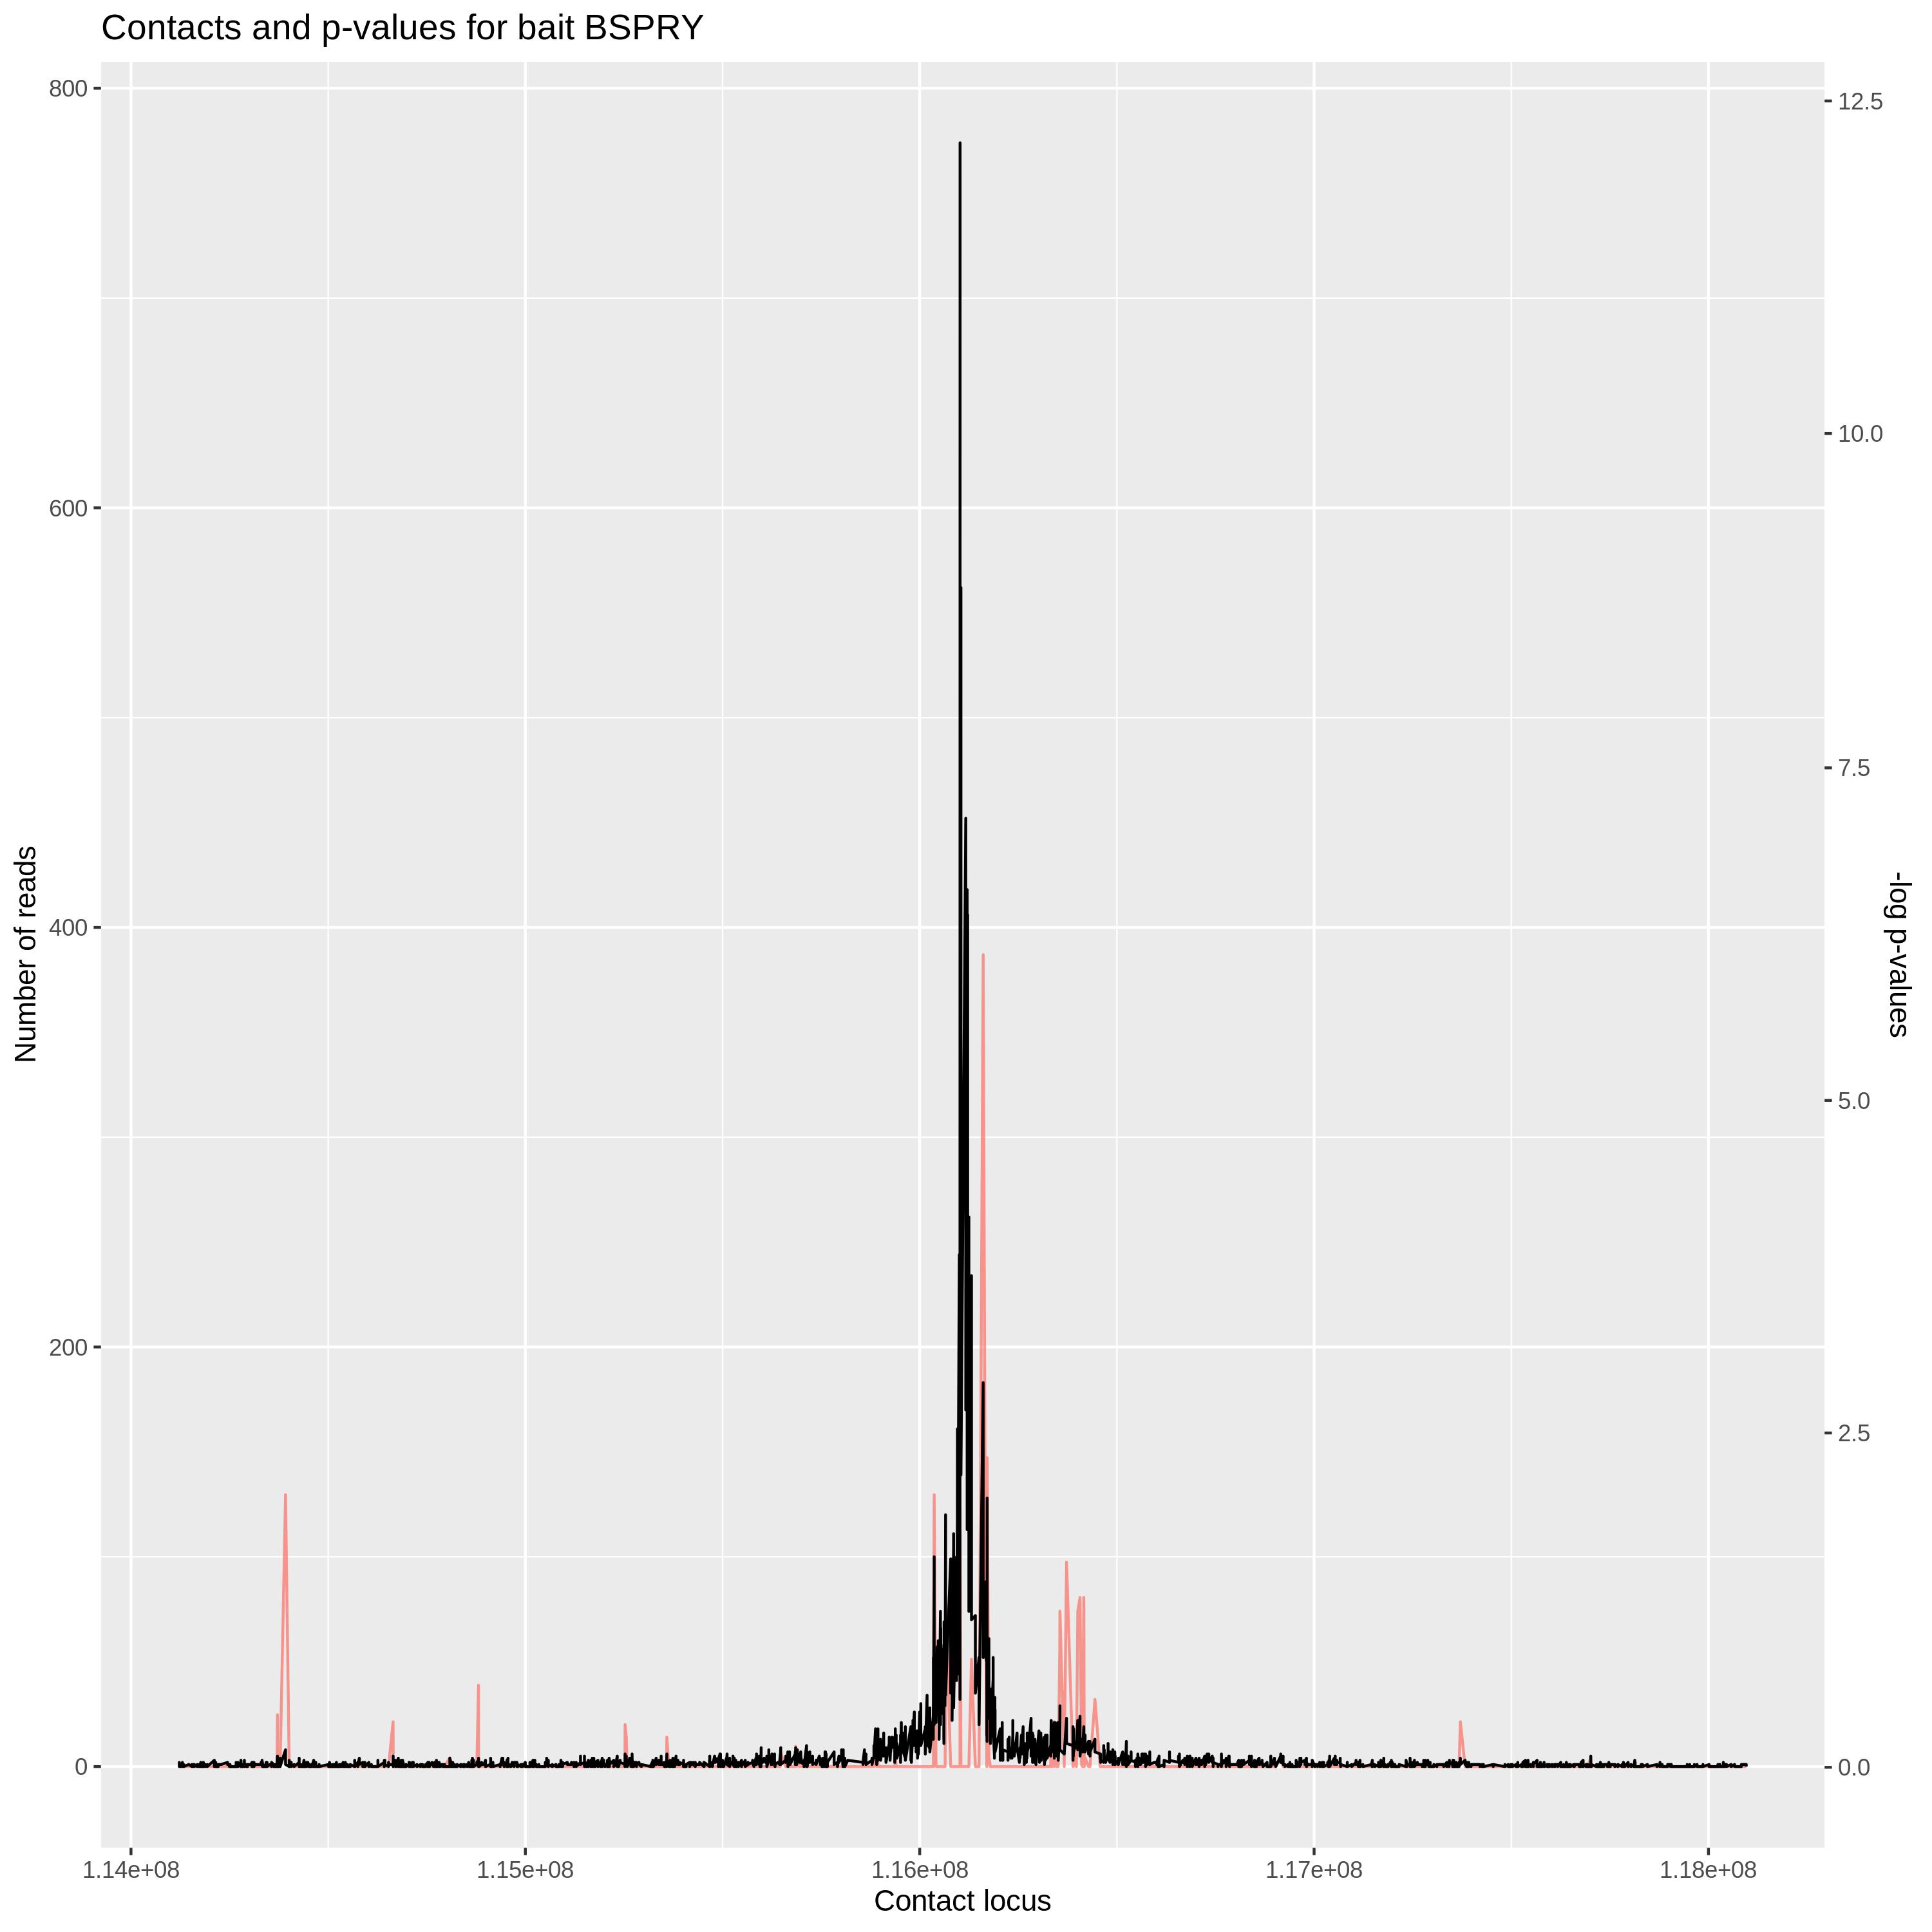 Contacts and p-values for bait BSPRY
800
600
400
200
0
Number of reads
12.5
10.0
7.5
5.0
2.5
0.0
-log p-values
1.14e+08
1.15e+08
1.16e+08
1.17e+08
1.18e+08
Contact locus